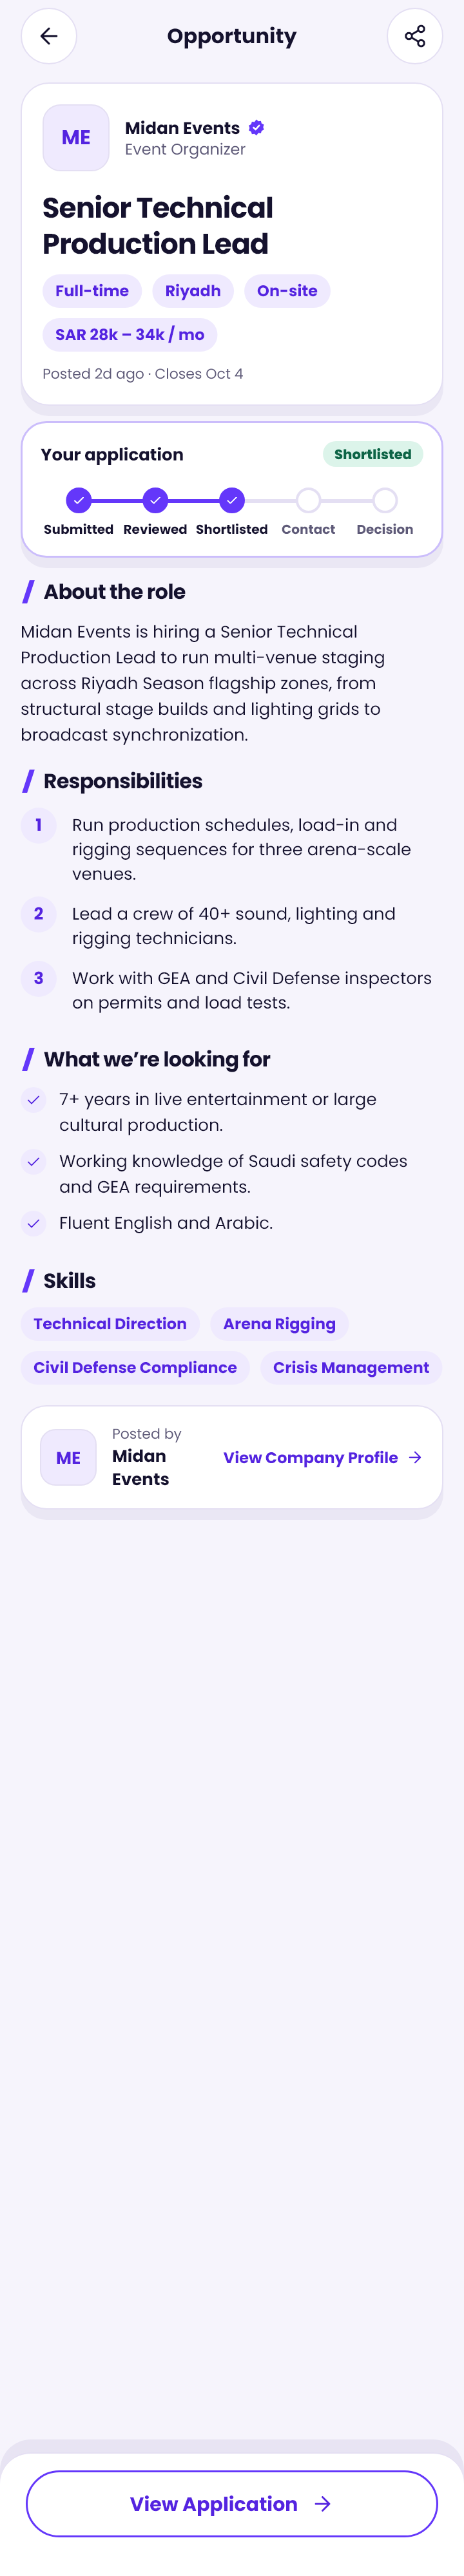 Opportunity
ME
Midan Events
Event Organizer
Senior Technical
Production Lead
Full-time
Riyadh
On-site
SAR 28k – 34k / mo
Posted 2d ago · Closes Oct 4
Your application
Shortlisted
Submitted Reviewed Shortlisted Contact Decision
About the role
Midan Events is hiring a Senior Technical
Production Lead to run multi-venue staging
across Riyadh Season flagship zones, from
structural stage builds and lighting grids to
broadcast synchronization.
Responsibilities
1 Run production schedules, load-in and
rigging sequences for three arena-scale
venues.
2 Lead a crew of 40+ sound, lighting and
rigging technicians.
3 Work with GEA and Civil Defense inspectors
on permits and load tests.
What we’re looking for
7+ years in live entertainment or large
cultural production.
Working knowledge of Saudi safety codes
and GEA requirements.
Fluent English and Arabic.
Skills
Technical Direction
Arena Rigging
Civil Defense Compliance
Crisis Management
ME
Posted by
Midan
Events
View Company Profile →
View Application →